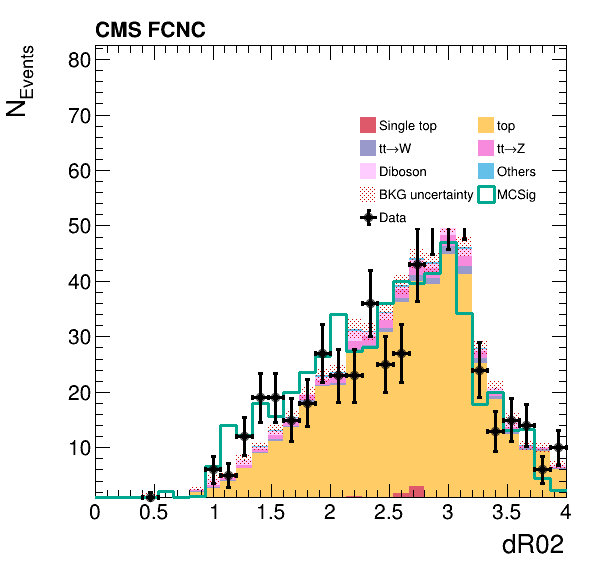 CMS FCNC
N_Events
80
70
60
50
40
30
20
10
Single top
top
tt→W
tt→Z
Diboson
Others
BKG uncertainty
MCSig
Data
0 0.5 1 1.5 2 2.5 3 3.5 4
dR02